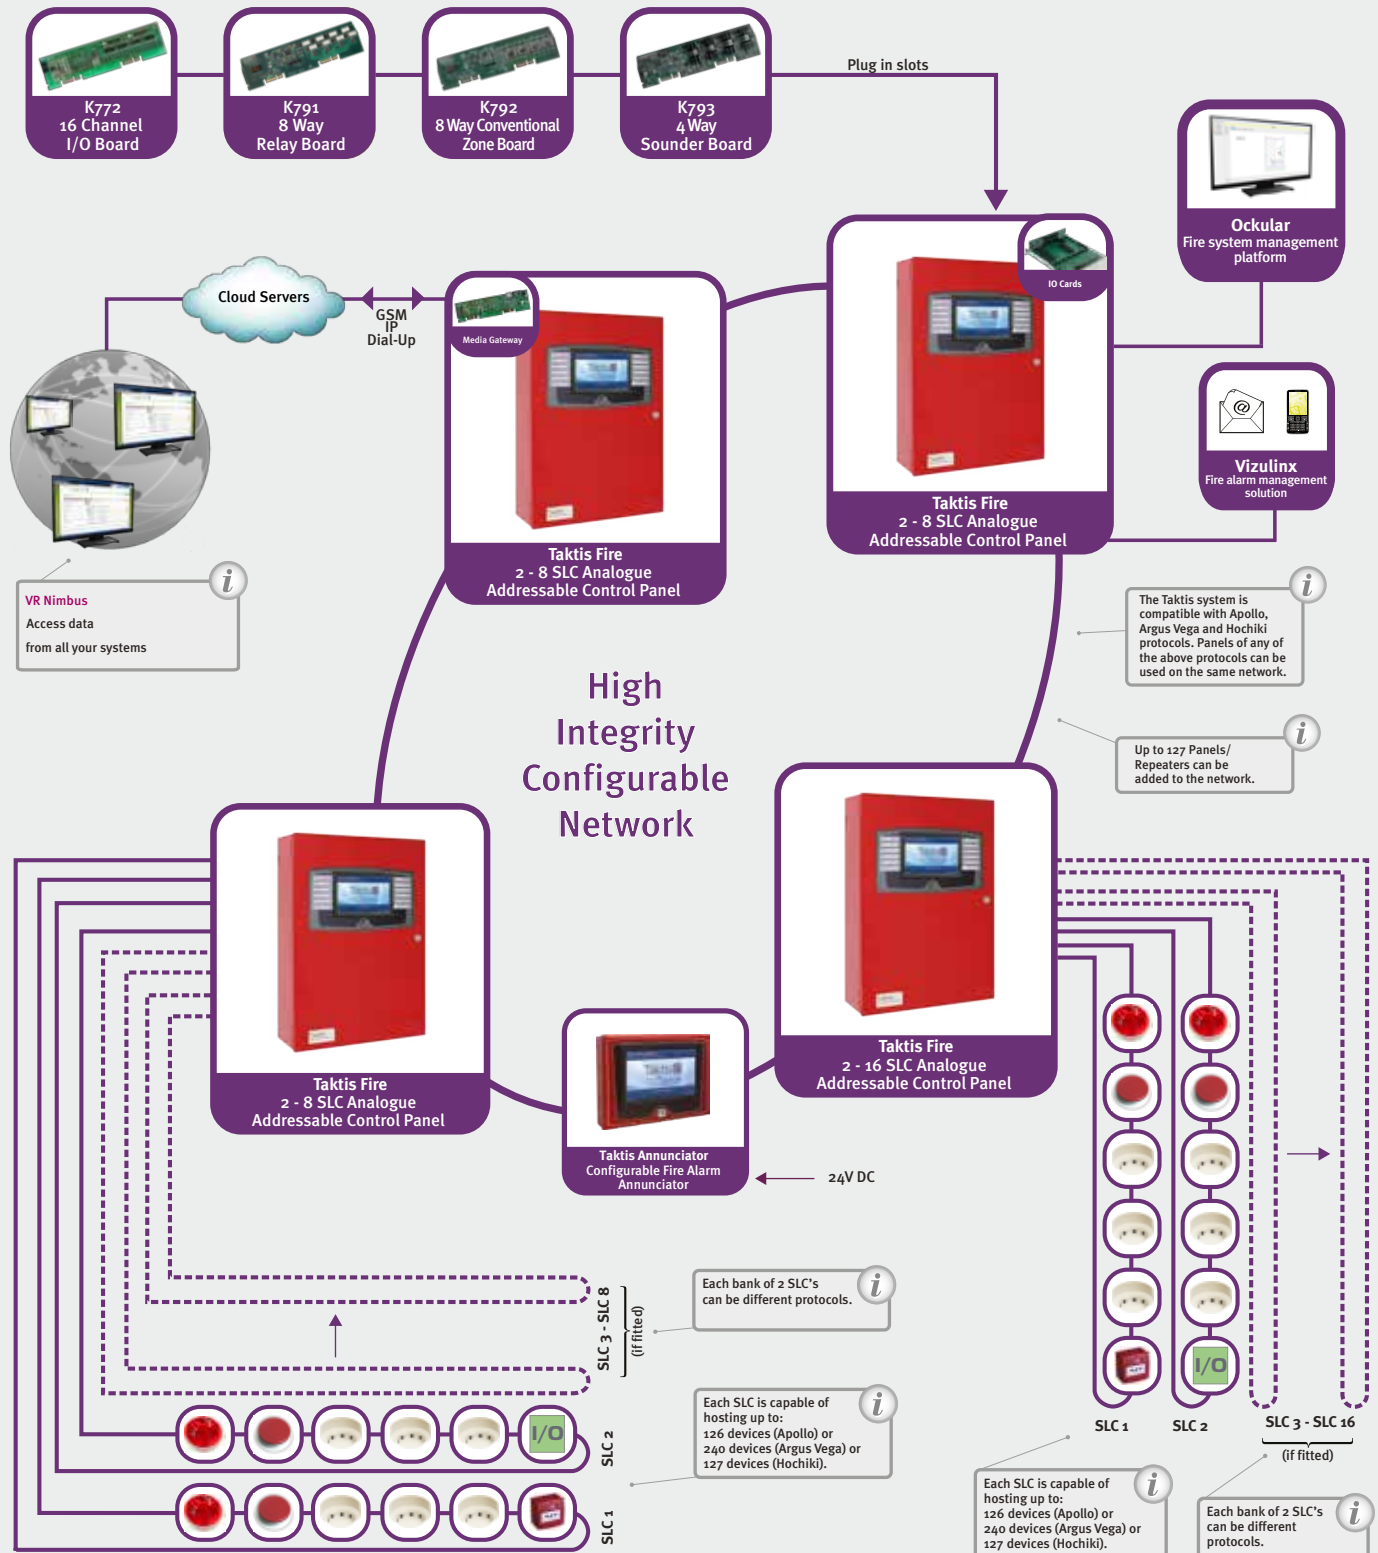 K772
16 Channel
I/O Board
K791
8 Way
Relay Board
K792
8 Way Conventional
Zone Board
K793
4 Way
Sounder Board
Plug in slots
Ockular
Fire system management
platform
IO Cards
Cloud Servers
GSM
IP
Dial-Up
Media Gateway
@
Vizulinx
Fire alarm management
solution
Taktis Fire
2 - 8 SLC Analogue
Addressable Control Panel
Taktis Fire
2 - 8 SLC Analogue
Addressable Control Panel
i
VR Nimbus
Access data
from all your systems
i
The Taktis system is
compatible with Apollo,
Argus Vega and Hochiki
protocols. Panels of any of
the above protocols can be
used on the same network.
High
Integrity
Configurable
Network
i
Up to 127 Panels/
Repeaters can be
added to the network.
Taktis Fire
2 - 8 SLC Analogue
Addressable Control Panel
Taktis Fire
2 - 16 SLC Analogue
Addressable Control Panel
Taktis
Taktis Annunciator
Configurable Fire Alarm
Annunciator
24V DC
SLC 3 - SLC 8
(if fitted)
i
Each bank of 2 SLC's
can be different protocols.
I/O
SLC 2
i
Each SLC is capable of
hosting up to:
126 devices (Apollo) or
240 devices (Argus Vega) or
127 devices (Hochiki).
SLC 1
I/O
SLC 1
SLC 2
SLC 3 - SLC 16
(if fitted)
i
Each SLC is capable of
hosting up to:
126 devices (Apollo) or
240 devices (Argus Vega) or
127 devices (Hochiki).
i
Each bank of 2 SLC's
can be different
protocols.